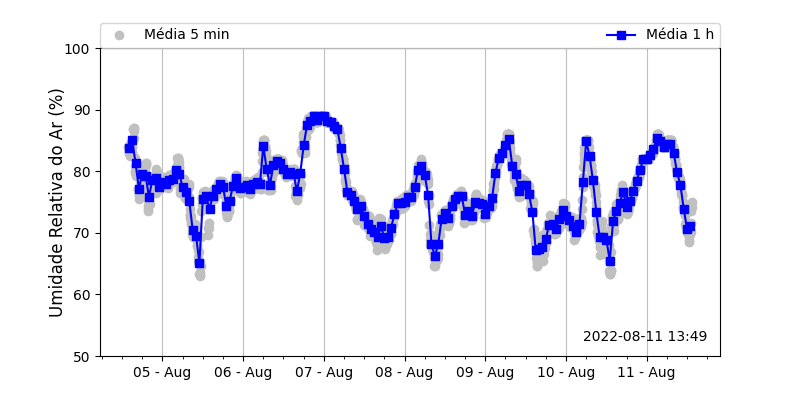 Média 5 min
Média 1 h
Umidade Relativa do Ar (%)
100
90
80
70
60
50
2022-08-11 13:49
05 - Aug
06 - Aug
07 - Aug
08 - Aug
09 - Aug
10 - Aug
11 - Aug